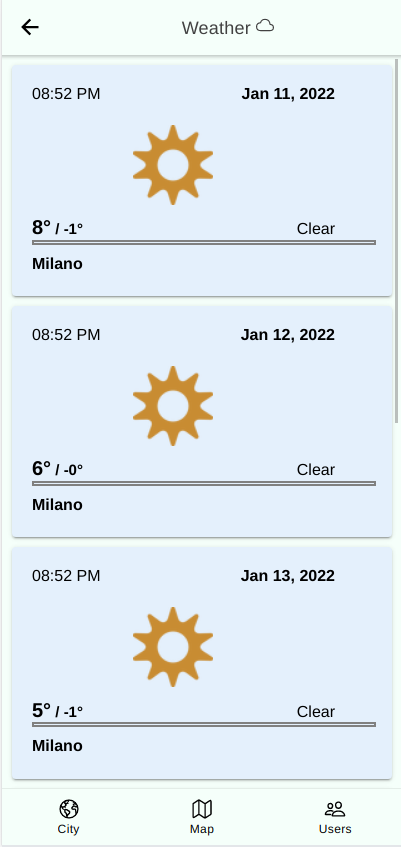 Weather
08:52 PM Jan 11, 2022
8° / -1° Clear
Milano
08:52 PM Jan 12, 2022
6° / -0° Clear
Milano
08:52 PM Jan 13, 2022
5° / -1° Clear
Milano
City Map Users